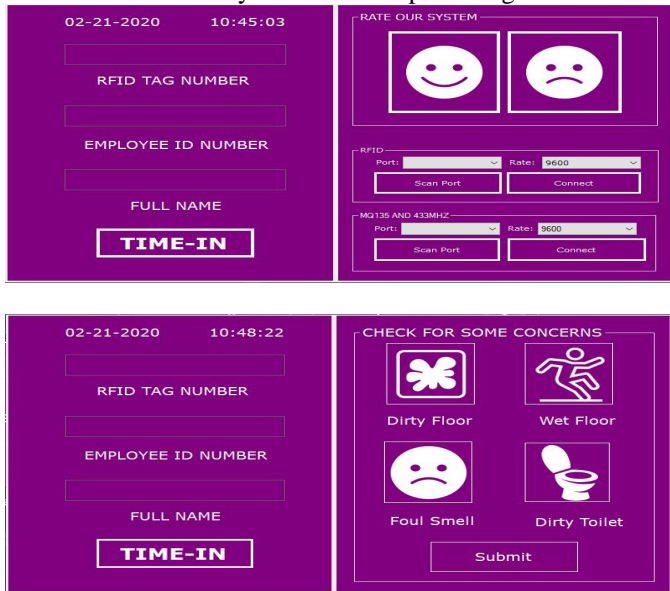 02-21-2020 10:45:03
RFID TAG NUMBER
EMPLOYEE ID NUMBER
FULL NAME
TIME-IN
RATE OUR SYSTEM
RFID
Port: Rate: 9600
Scan Port Connect
MQ135 AND 433MHZ
Port: Rate: 9600
Scan Port Connect
02-21-2020 10:48:22
RFID TAG NUMBER
EMPLOYEE ID NUMBER
FULL NAME
TIME-IN
CHECK FOR SOME CONCERNS
Dirty Floor Wet Floor
Foul Smell Dirty Toilet
Submit